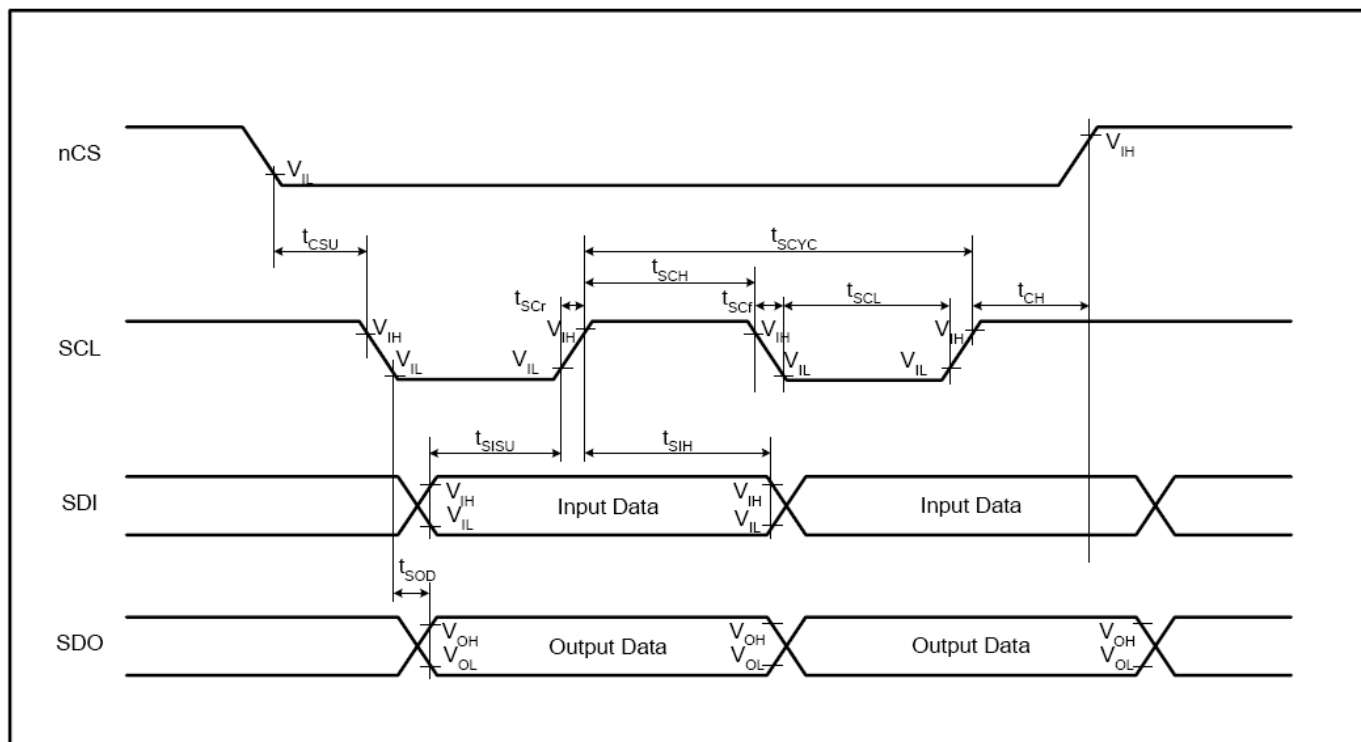 nCS
V_IL
V_IH
t_CSU
t_SCYC
t_SCH
t_SCr
t_SCf
t_SCL
t_CH
SCL
V_IH
V_IL
V_IL
V_IH
V_IH
V_IL
V_IL
V_IH
t_SISU
t_SIH
SDI
V_IH
V_IL
Input Data
V_IH
V_IL
Input Data
t_SOD
SDO
V_OH
V_OL
Output Data
V_OH
V_OL
Output Data
V_OH
V_OL